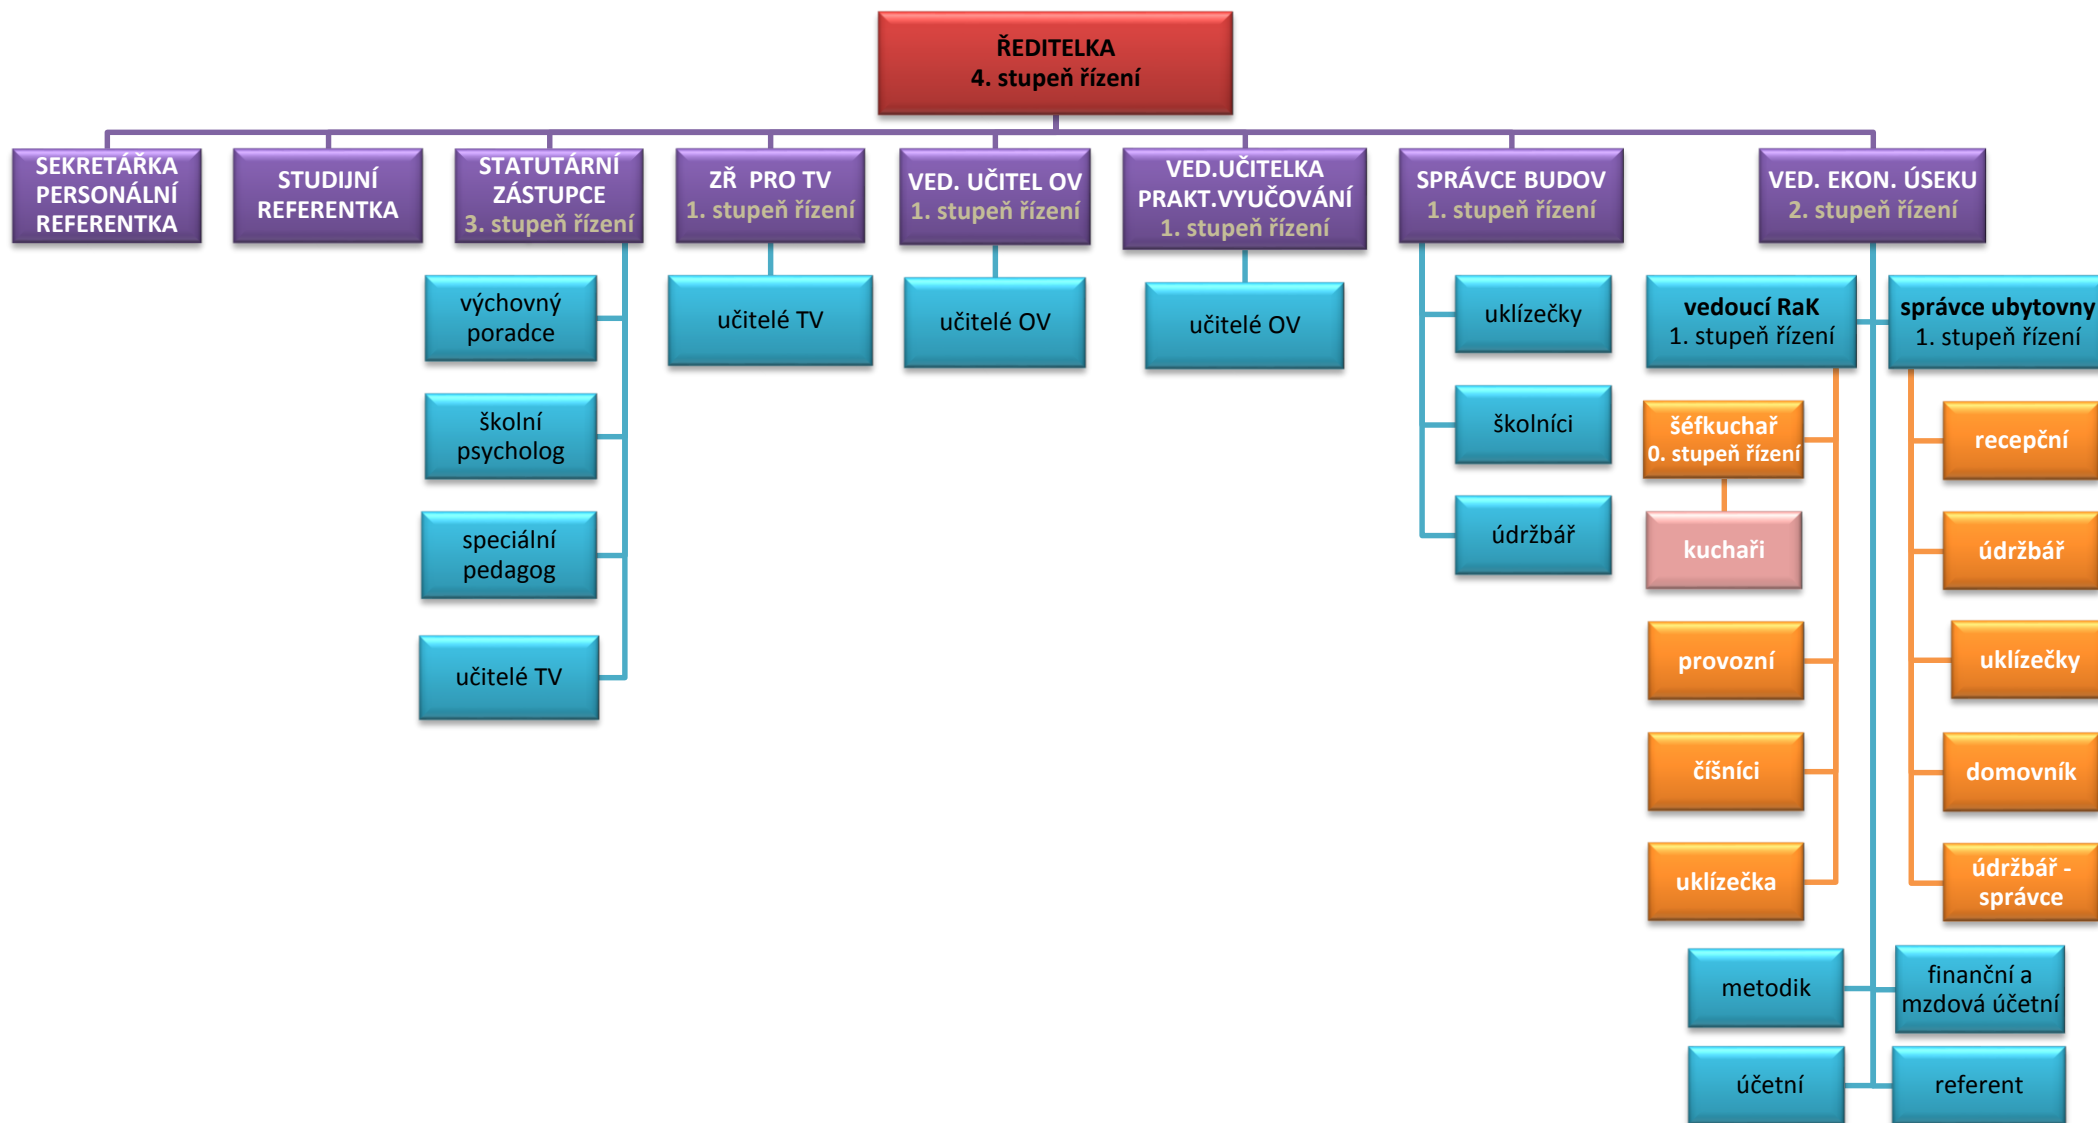 ŘEDITELKA
4. stupeň řízení
SEKRETÁŘKA
PERSONÁLNÍ
REFERENTKA
STUDIJNÍ
REFERENTKA
STATUTÁRNÍ
ZÁSTUPCE
3. stupeň řízení
ZŘ PRO TV
1. stupeň řízení
VED. UČITEL OV
1. stupeň řízení
VED.UČITELKA
PRAKT.VYUČOVÁNÍ
1. stupeň řízení
SPRÁVCE BUDOV
1. stupeň řízení
VED. EKON. ÚSEKU
2. stupeň řízení
výchovný
poradce
školní
psycholog
speciální
pedagog
učitelé TV
učitelé TV
učitelé OV
učitelé OV
uklízečky
školníci
údržbář
vedoucí RaK
1. stupeň řízení
šéfkuchař
0. stupeň řízení
kuchaři
provozní
číšníci
uklízečka
správce ubytovny
1. stupeň řízení
recepční
údržbář
uklízečky
domovník
údržbář -
správce
metodik
finanční a
mzdová účetní
účetní
referent